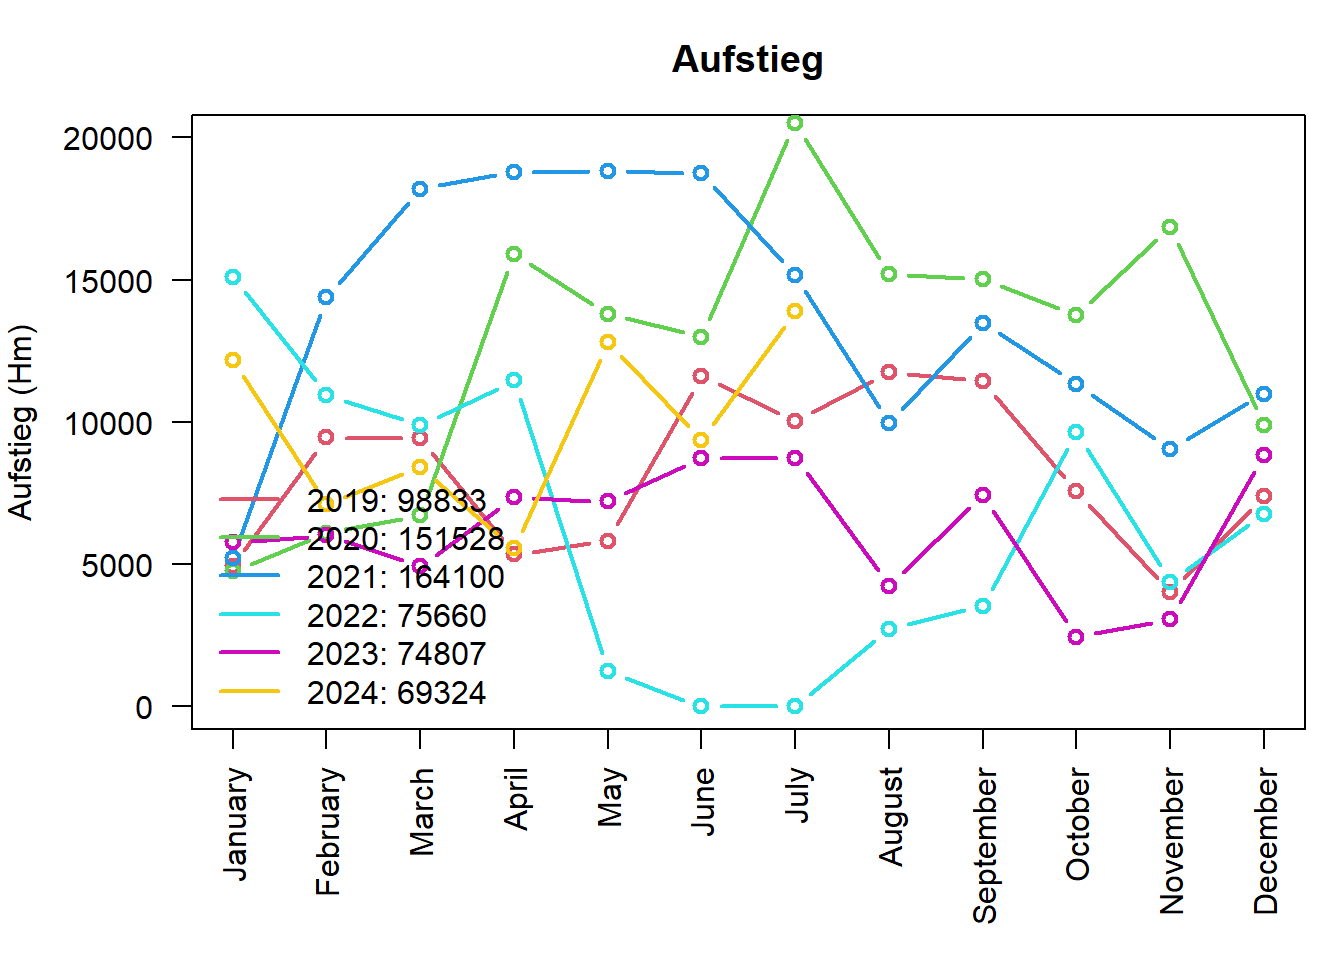 Aufstieg
Aufstieg (Hm)
20000
15000
10000
5000
0
2019: 98833
2020: 151528
2021: 164100
2022: 75660
2023: 74807
2024: 69324
January
February
March
April
May
June
July
August
September
October
November
December